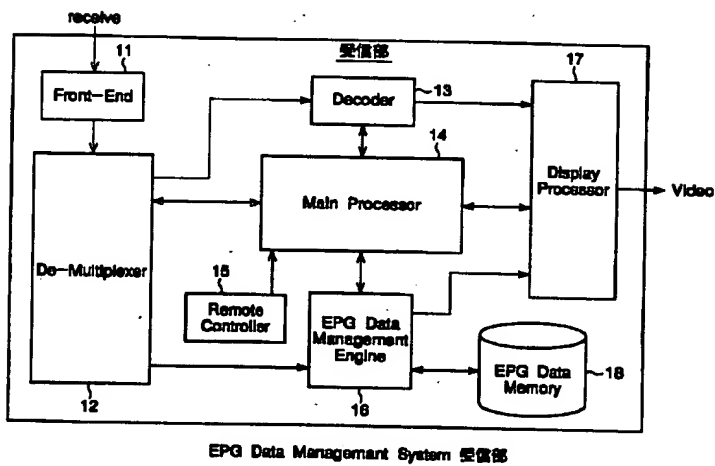 receive
受信部
11
Front-End
Decoder
13
17
14
Main Processor
Display
Processor
Video
De-Multiplexer
15
Remote
Controller
EPG Data
Management
Engine
EPG Data
Memory
18
12
16
EPG Data Management System 受信部